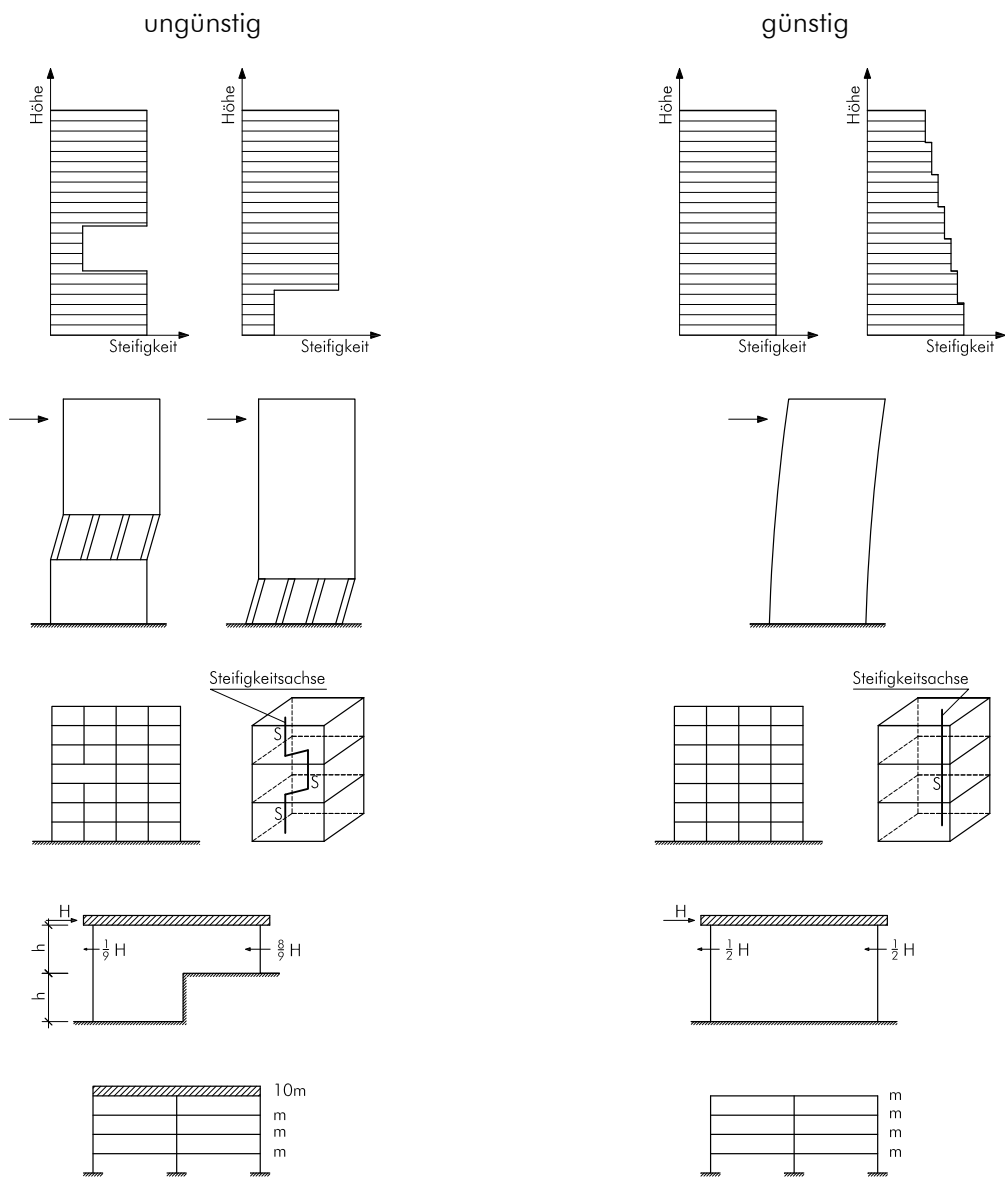 ungünstig
günstig
Höhe
Höhe
Höhe
Höhe
Steifigkeit
Steifigkeit
Steifigkeit
Steifigkeit
Steifigkeitsachse
Steifigkeitsachse
S
S
S
S
H
H
h
1/9 H
8/9 H
1/2 H
1/2 H
h
10m
m
m
m
m
m
m
m